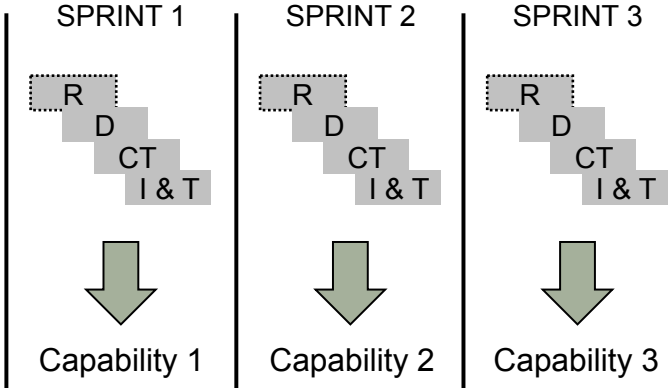 SPRINT 1
R
D
CT
I & T
Capability 1
SPRINT 2
R
D
CT
I & T
Capability 2
SPRINT 3
R
D
CT
I & T
Capability 3